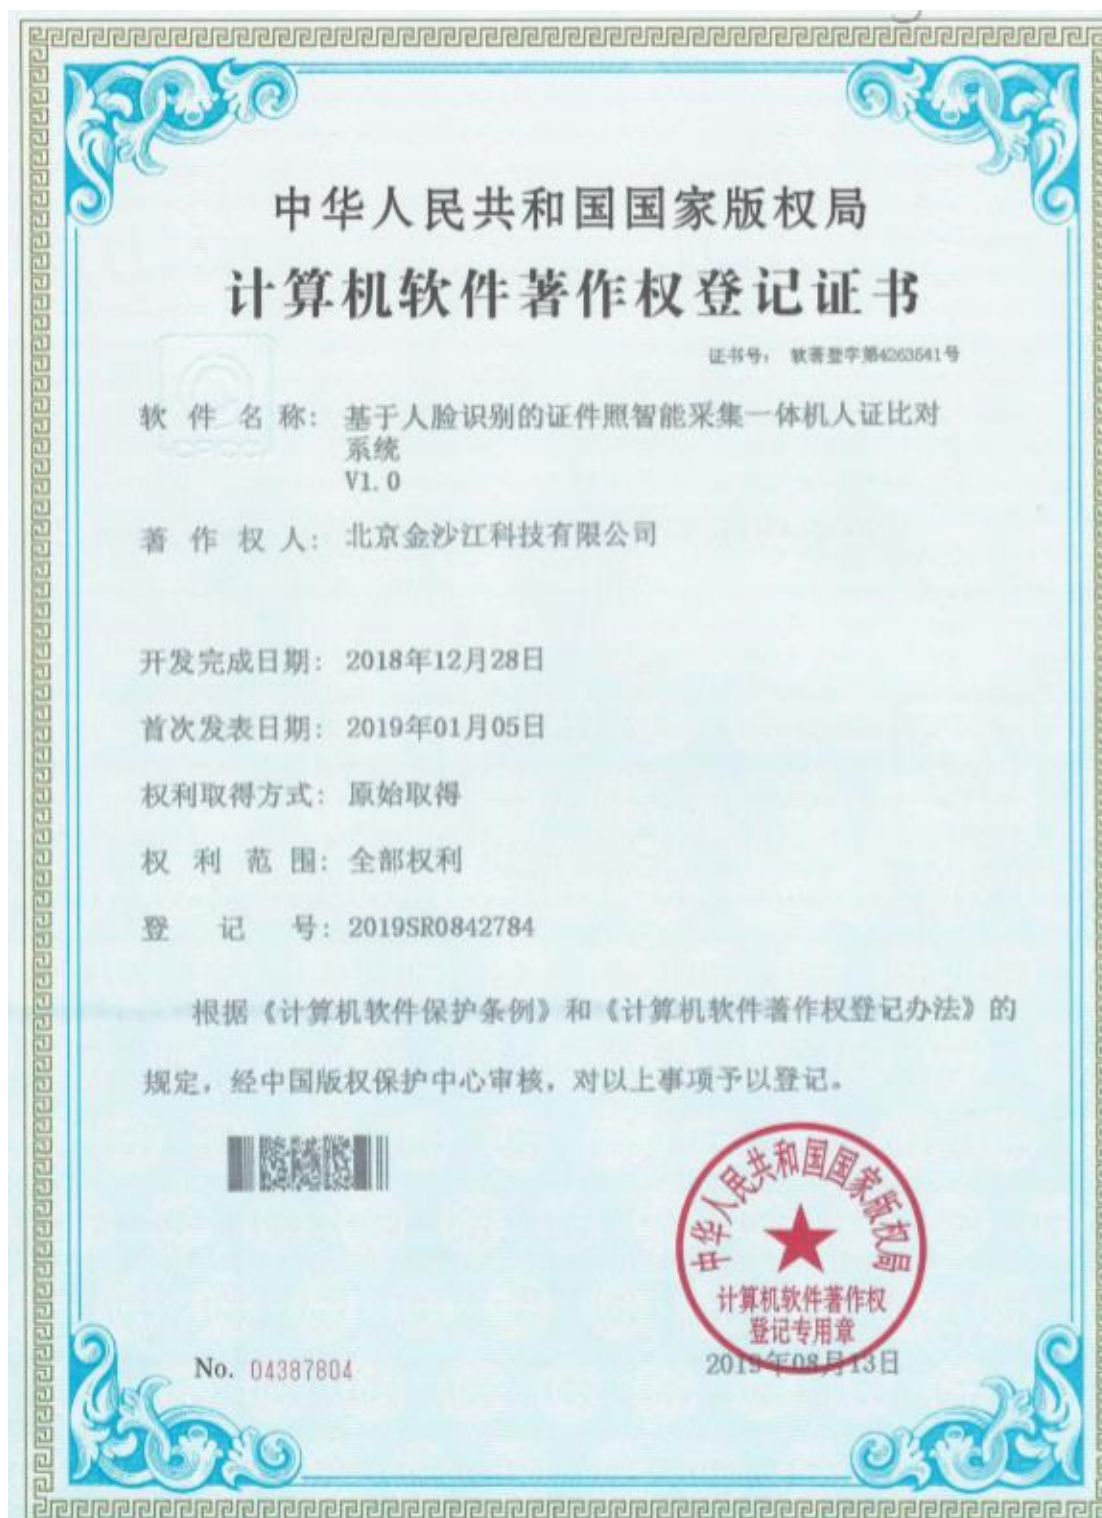 中华人民共和国国家版权局
计算机软件著作权登记证书
证书号： 软著登字第4263541号
软件名称： 基于人脸识别的证件照智能采集一体机人证比对
系统
V1.0
著作权人： 北京金沙江科技有限公司
开发完成日期： 2018年12月28日
首次发表日期： 2019年01月05日
权利取得方式： 原始取得
权利范围： 全部权利
登记号： 2019SR0842784
根据《计算机软件保护条例》和《计算机软件著作权登记办法》的
规定，经中国版权保护中心审核，对以上事项予以登记。
中华人民共和国国家版权局
计算机软件著作权
登记专用章
No. 04387804
2019年08月13日